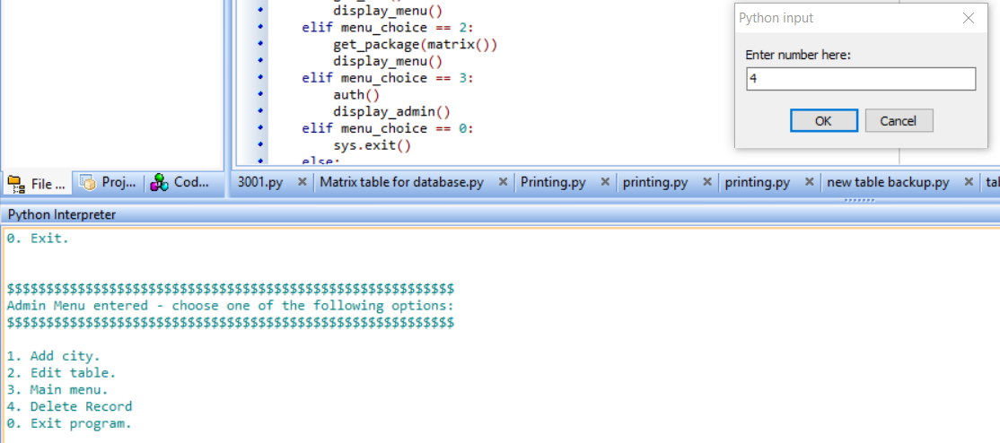 display_menu()
elif menu_choice == 2:
get_package(matrix())
display_menu()
elif menu_choice == 3:
auth()
display_admin()
elif menu_choice == 0:
sys.exit()
else:
Python input
Enter number here:
4
OK Cancel
File ... Proj... Cod...
3001.py Matrix table for database.py Printing.py printing.py printing.py new table backup.py tal
Python Interpreter
0. Exit.
$$$$$$$$$$$$$$$$$$$$$$$$$$$$$$$$$$$$$$$$$$$$$$$$$$$$$$$$$
Admin Menu entered - choose one of the following options:
$$$$$$$$$$$$$$$$$$$$$$$$$$$$$$$$$$$$$$$$$$$$$$$$$$$$$$$$$
1. Add city.
2. Edit table.
3. Main menu.
4. Delete Record
0. Exit program.